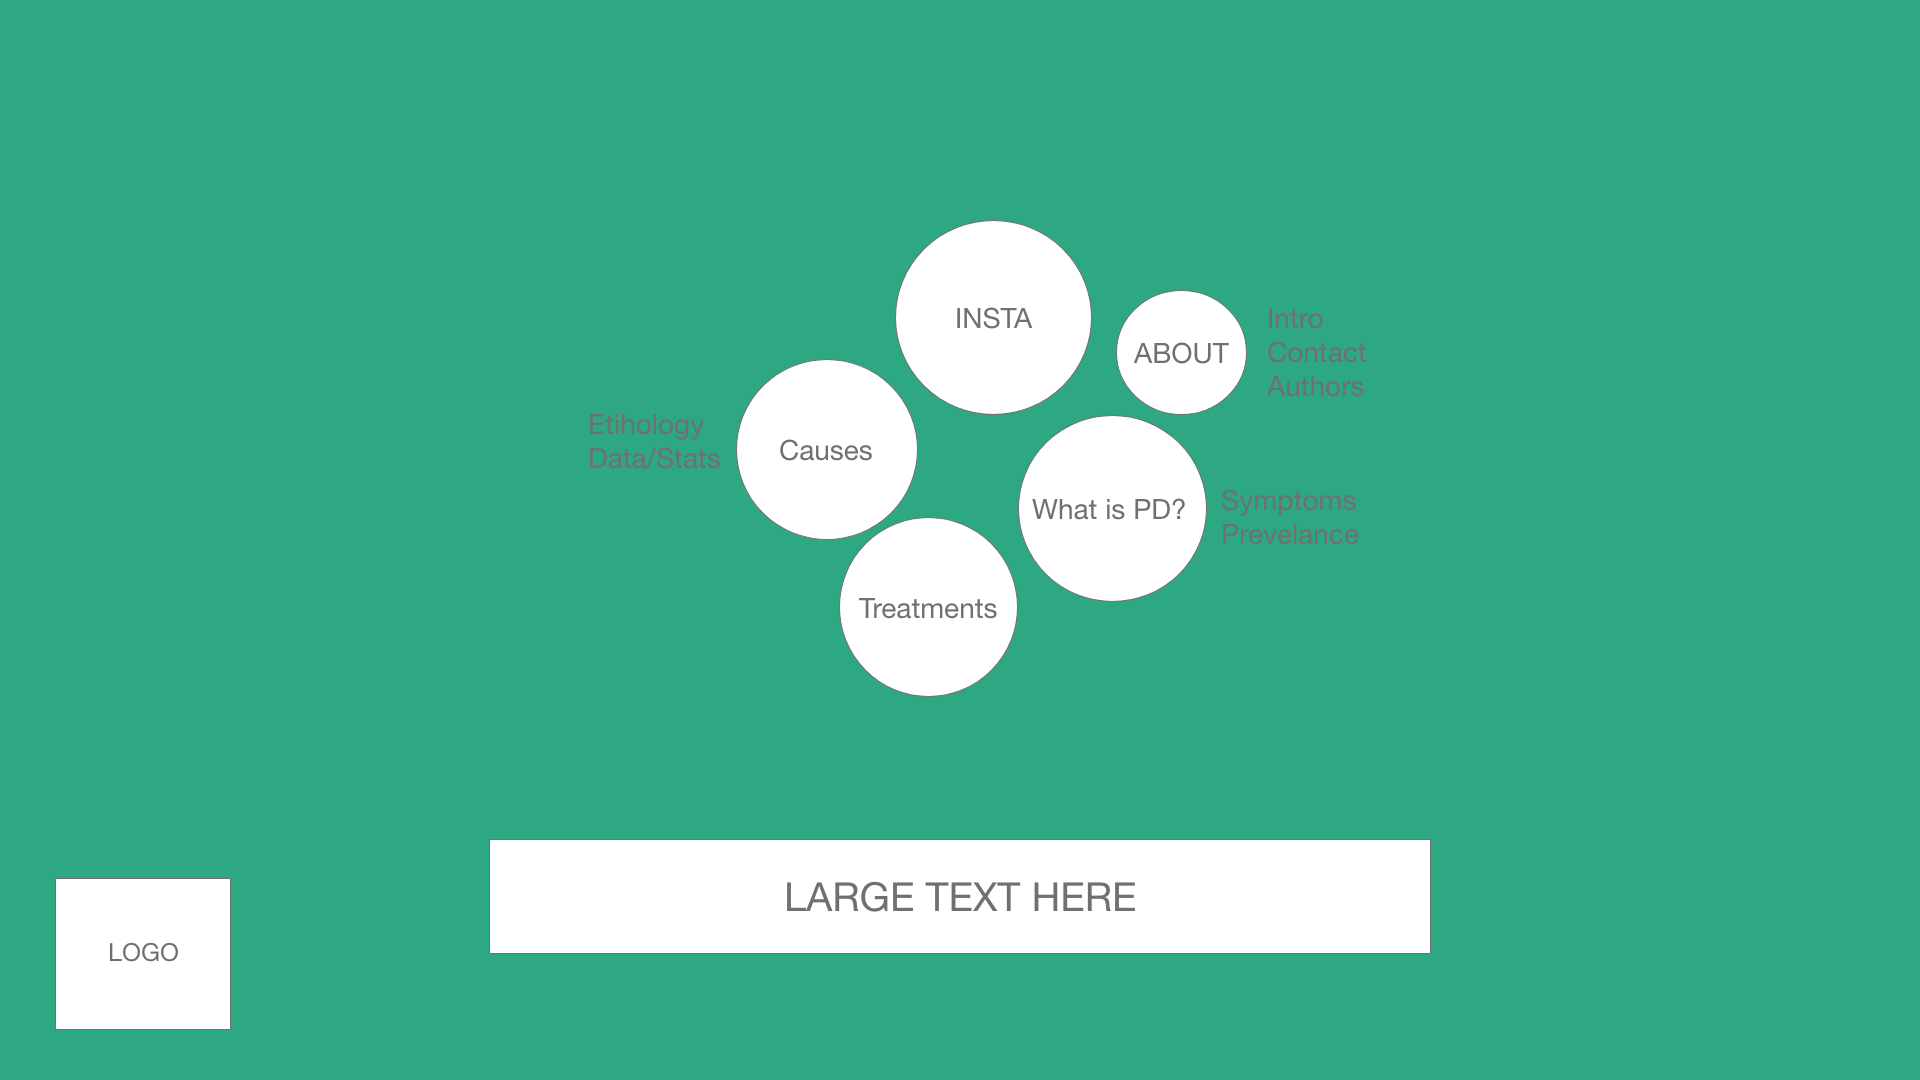 INSTA
ABOUT
Intro
Contact
Authors
Etihology
Data/Stats
Causes
What is PD?
Symptoms
Prevelance
Treatments
LARGE TEXT HERE
LOGO